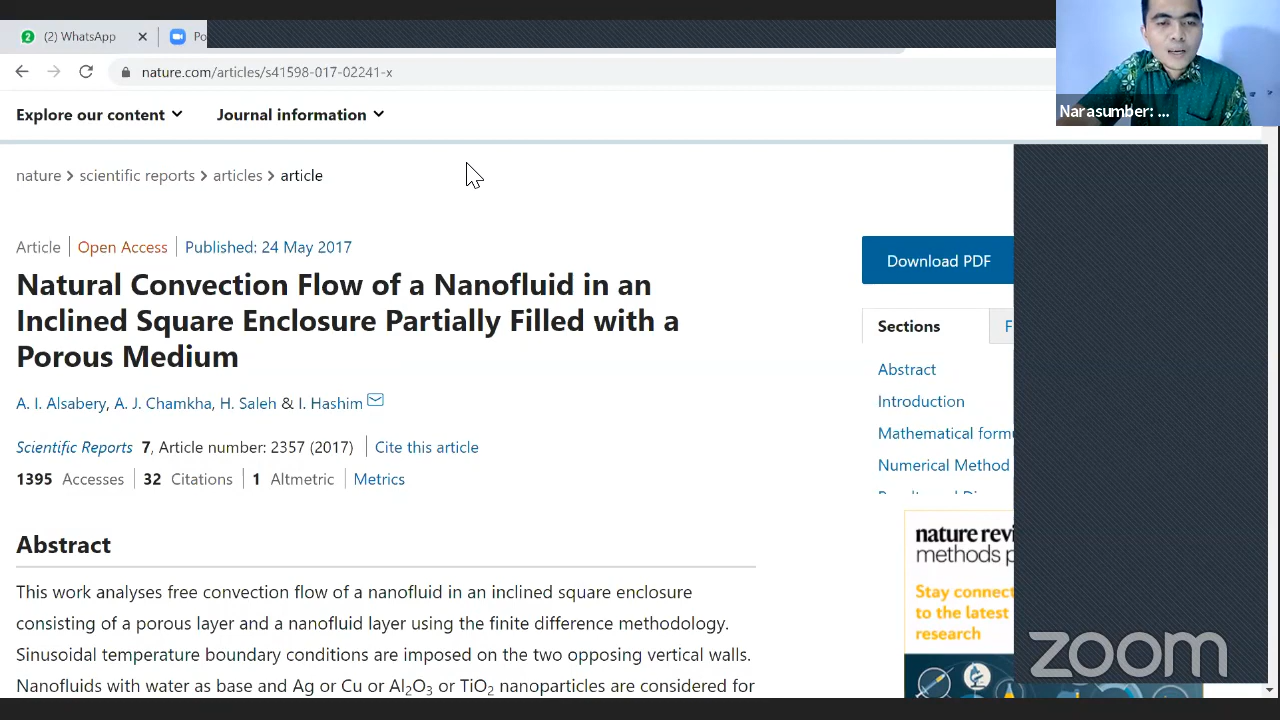 (2) WhatsApp
Po
nature.com/articles/s41598-017-02241-x
Narasumber: ...
Explore our content
Journal information
nature > scientific reports > articles > article
Article | Open Access | Published: 24 May 2017
Natural Convection Flow of a Nanofluid in an
Inclined Square Enclosure Partially Filled with a
Porous Medium
A. I. Alsabery, A. J. Chamkha, H. Saleh & I. Hashim
Scientific Reports 7, Article number: 2357 (2017) | Cite this article
1395 Accesses | 32 Citations | 1 Altmetric | Metrics
Abstract
This work analyses free convection flow of a nanofluid in an inclined square enclosure
consisting of a porous layer and a nanofluid layer using the finite difference methodology.
Sinusoidal temperature boundary conditions are imposed on the two opposing vertical walls.
Nanofluids with water as base and Ag or Cu or Al₂O₃ or TiO₂ nanoparticles are considered for
Download PDF
Sections
F
Abstract
Introduction
Mathematical form
Numerical Method
nature revi
methods p
Stay connect
to the latest
research
zoom